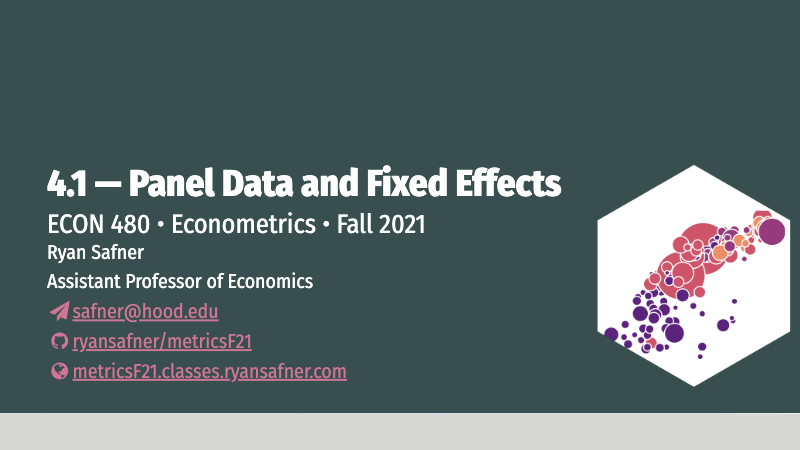 4.1 — Panel Data and Fixed Effects
ECON 480 • Econometrics • Fall 2021
Ryan Safner
Assistant Professor of Economics
safner@hood.edu
ryansafner/metricsF21
metricsF21.classes.ryansafner.com